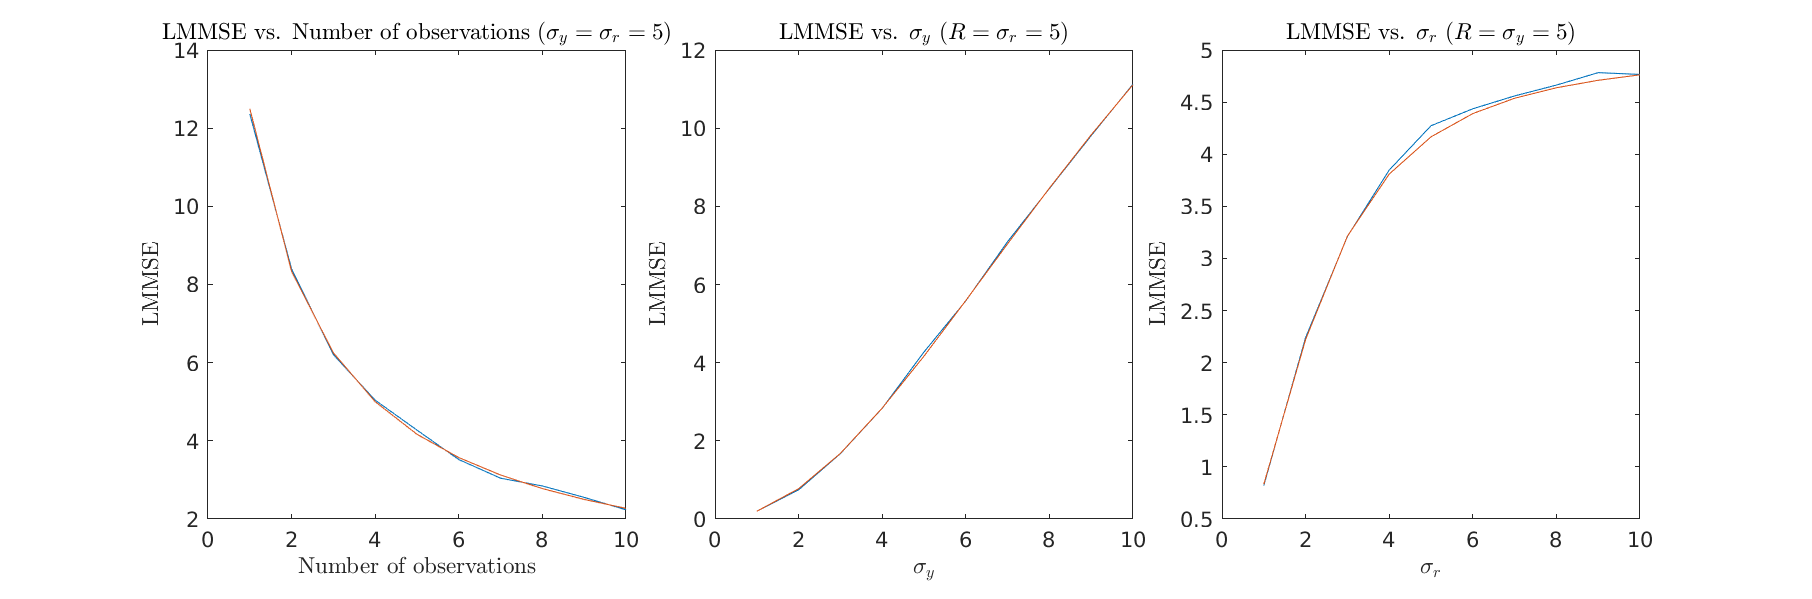 LMMSE vs. Number of observations (σ_y = σ_r = 5)
14
12
10
8
6
4
2
0 2 4 6 8 10
LMMSE
Number of observations
LMMSE vs. σ_y (R = σ_r = 5)
12
10
8
6
4
2
0
0 2 4 6 8 10
LMMSE
σ_y
LMMSE vs. σ_r (R = σ_y = 5)
5
4.5
4
3.5
3
2.5
2
1.5
1
0.5
0 2 4 6 8 10
LMMSE
σ_r